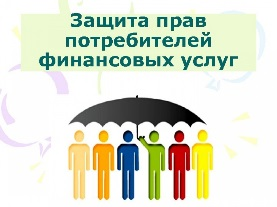 Защита прав
потребителей
финансовых услуг